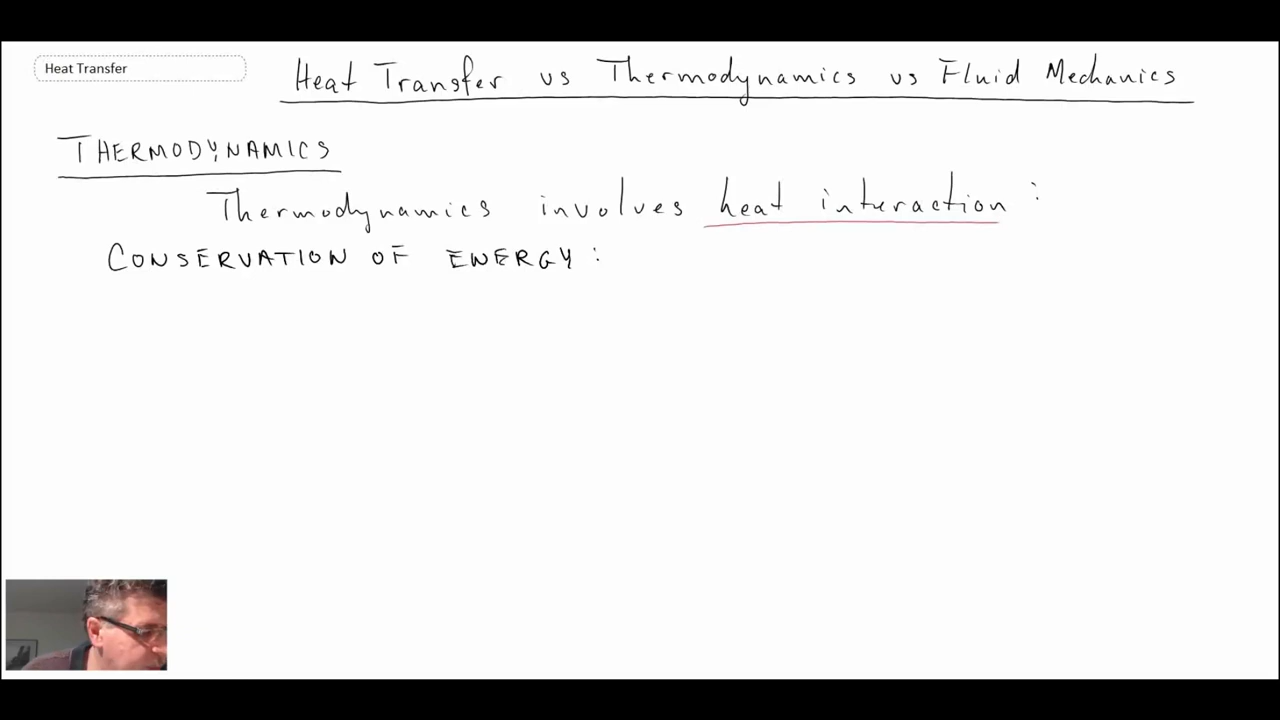 Heat Transfer
Heat Transfer vs Thermodynamics vs Fluid Mechanics
THERMODYNAMICS
Thermodynamics involves heat interaction :
CONSERVATION OF ENERGY :